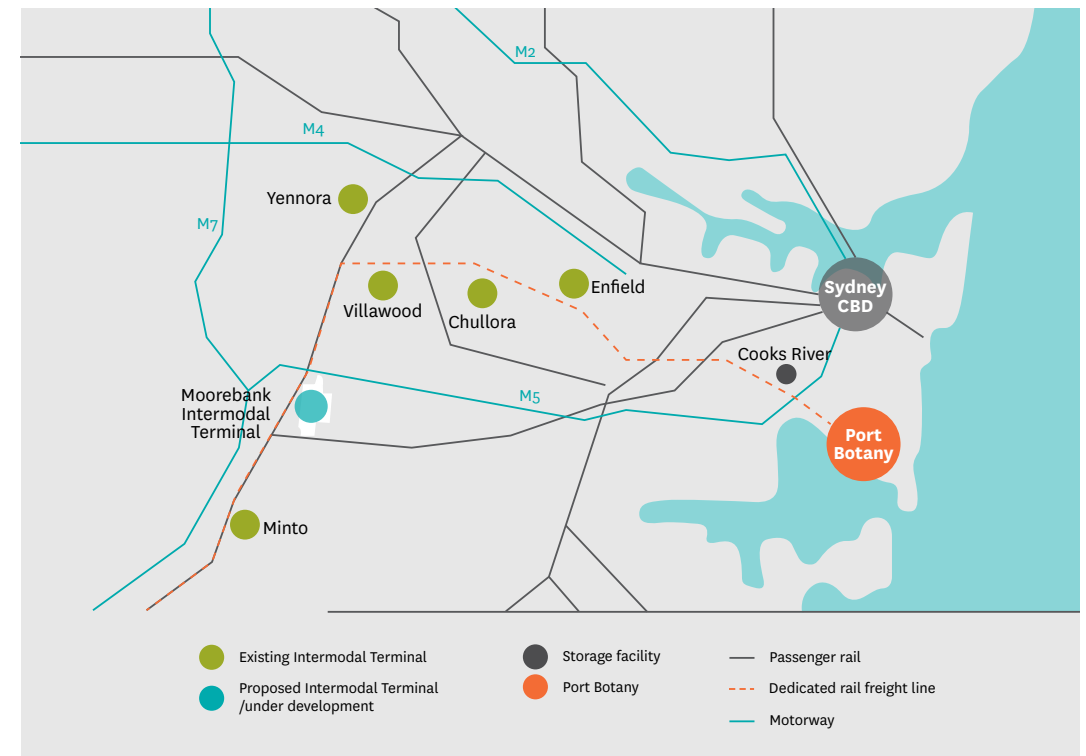 M2
M4
Yennora
M7
Villawood
Chullora
Enfield
Sydney
CBD
Cooks River
Moorebank
Intermodal
Terminal
M5
Port
Botany
Minto
Existing Intermodal Terminal
Proposed Intermodal Terminal
/under development
Storage facility
Port Botany
Passenger rail
Dedicated rail freight line
Motorway